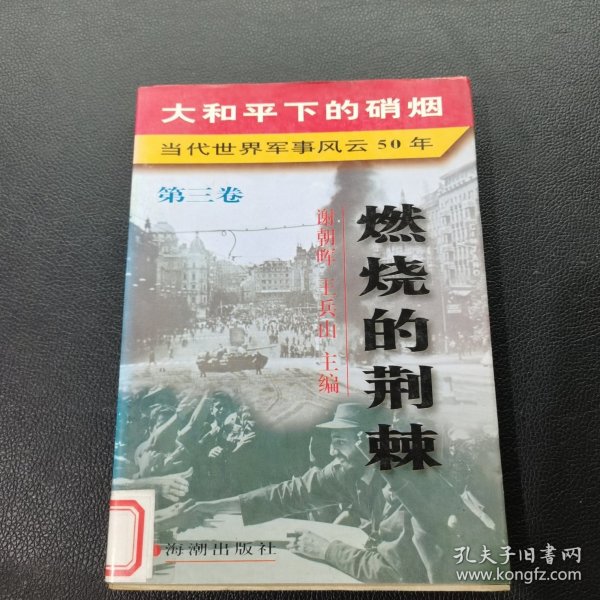 大和平下的硝烟
当代世界军事风云50年
第三卷
燃烧的荆棘
谢朝晖 王兵山 主编
海潮出版社
孔夫子旧书网
www.kongfz.com